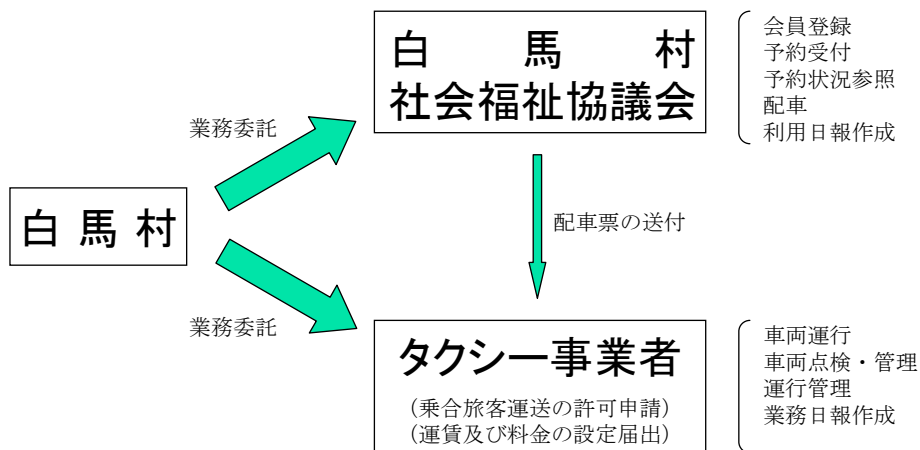 白馬村
社会福祉協議会
会員登録
予約受付
予約状況参照
配車
利用日報作成
業務委託
白馬村
配車票の送付
業務委託
タクシー事業者
(乗合旅客運送の許可申請)
(運賃及び料金の設定届出)
車両運行
車両点検・管理
運行管理
業務日報作成